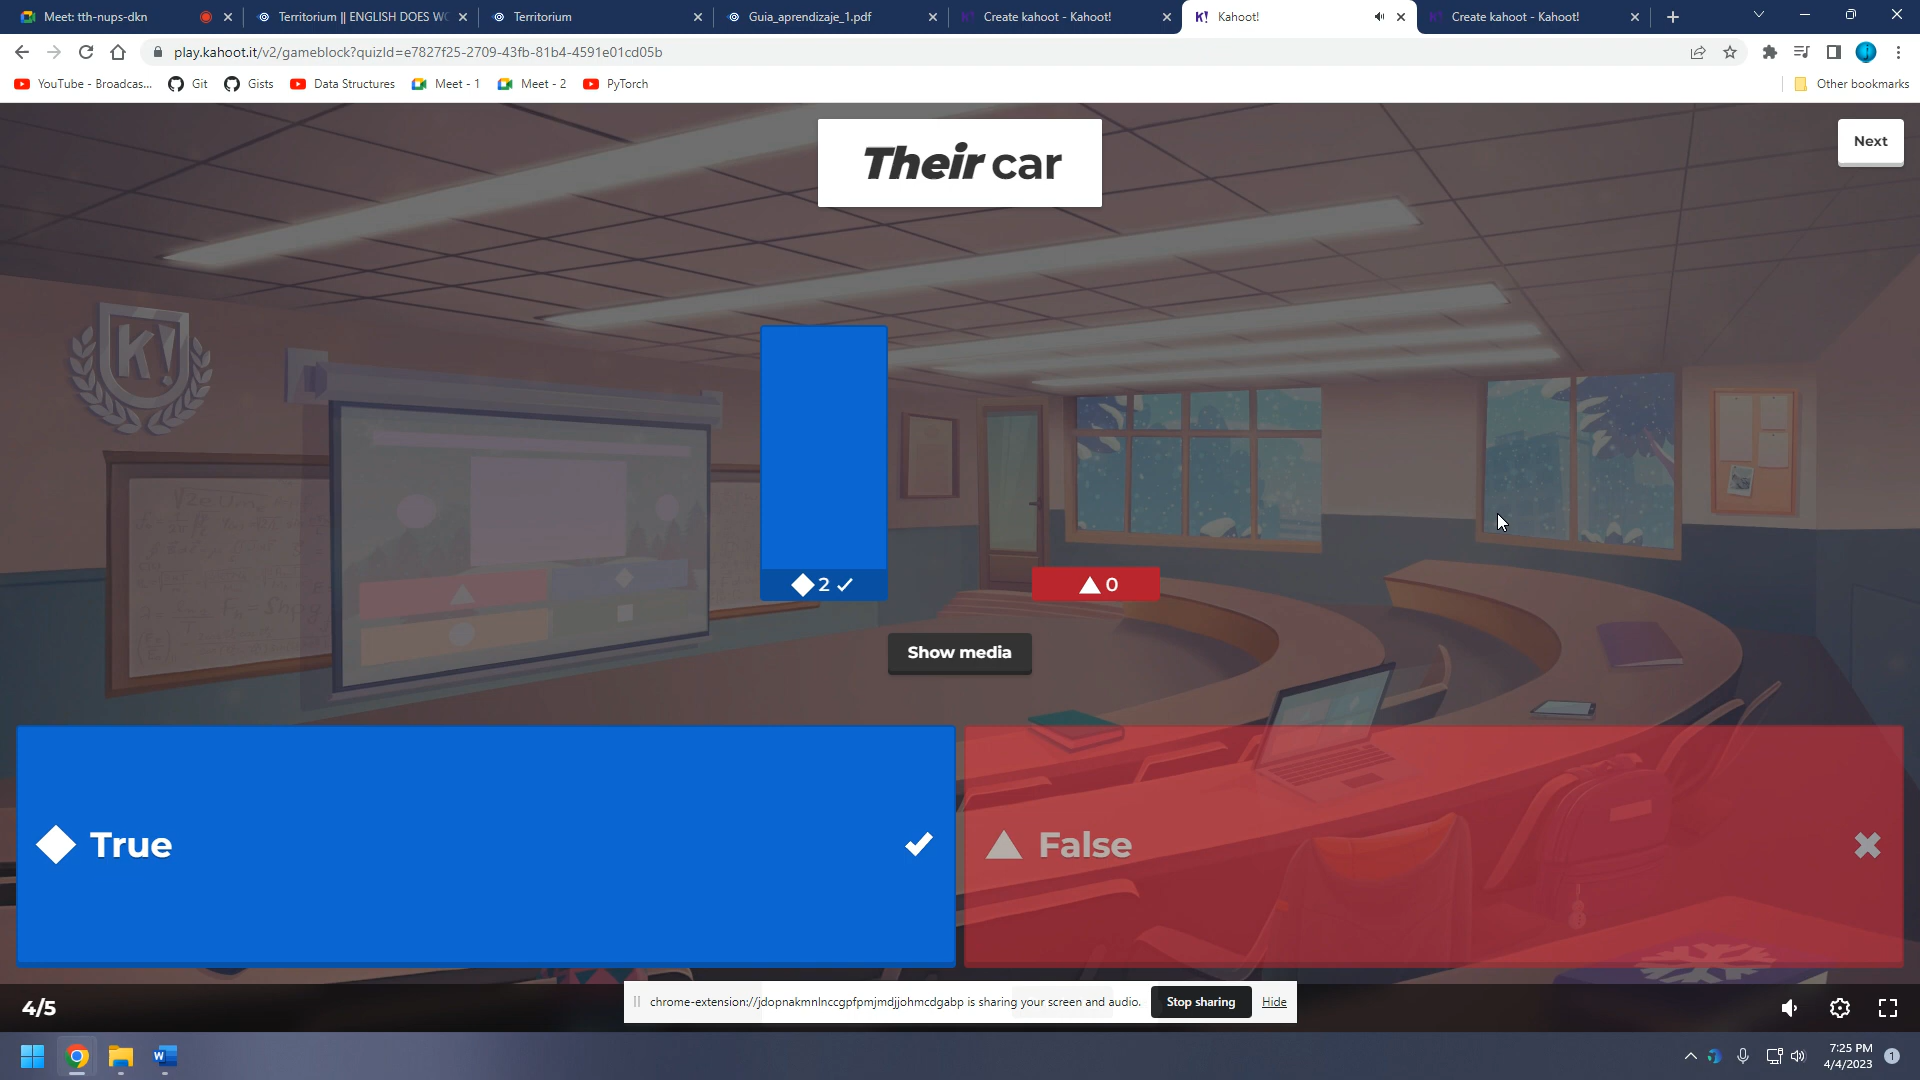 Meet: tth-nups-dkn
Territorium || ENGLISH DOES WO
Territorium
Guia_aprendizaje_1.pdf
Create kahoot - Kahoot!
K!
Kahoot!
Create kahoot - Kahoot!
play.kahoot.it/v2/gameblock?quizId=e7827f25-2709-43fb-81b4-4591e01cd05b
YouTube - Broadcas...
Git
Gists
Data Structures
Meet - 1
Meet - 2
PyTorch
Other bookmarks
Their car
Next
K!
2
0
Show media
True
False
4/5
chrome-extension://jdopnakmnlnccgpfpmjmdjjohmcdgabp is sharing your screen and audio.
Stop sharing
Hide
W
7:25 PM
4/4/2023
1